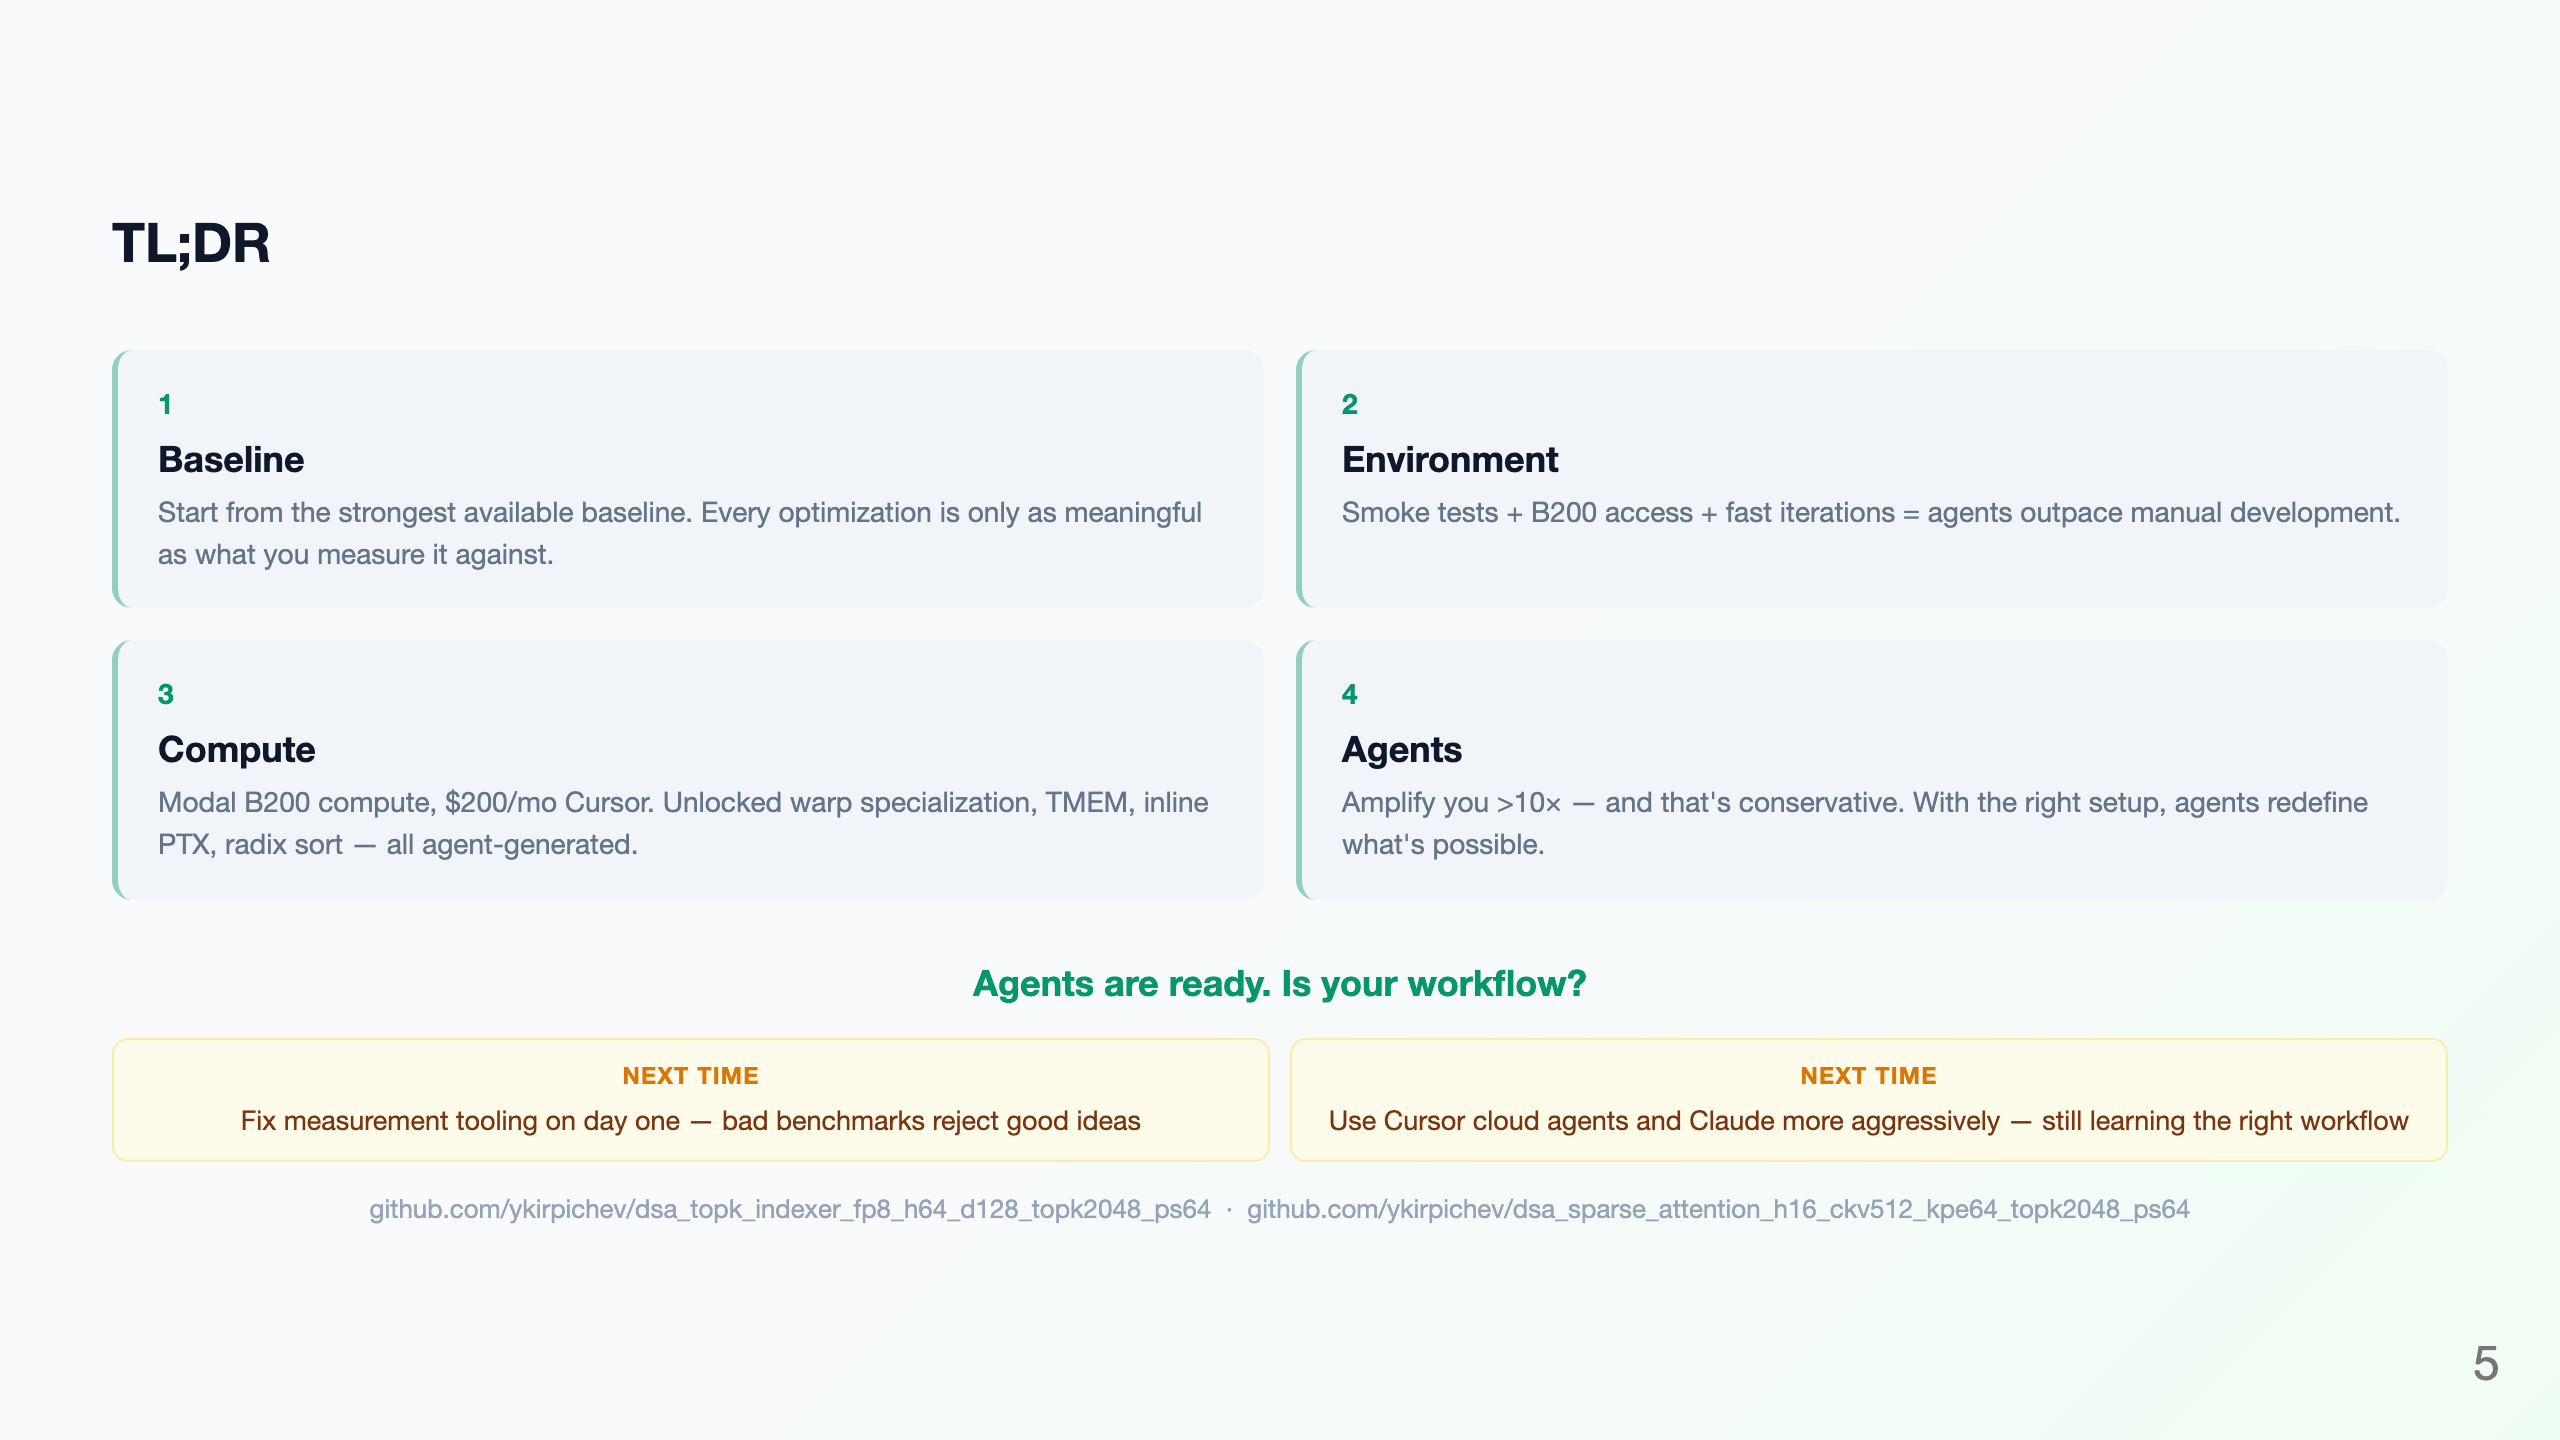 TL;DR
1
Baseline
Start from the strongest available baseline. Every optimization is only as meaningful
as what you measure it against.
2
Environment
Smoke tests + B200 access + fast iterations = agents outpace manual development.
3
Compute
Modal B200 compute, $200/mo Cursor. Unlocked warp specialization, TMEM, inline
PTX, radix sort — all agent-generated.
4
Agents
Amplify you >10× — and that's conservative. With the right setup, agents redefine
what's possible.
Agents are ready. Is your workflow?
NEXT TIME
Fix measurement tooling on day one — bad benchmarks reject good ideas
NEXT TIME
Use Cursor cloud agents and Claude more aggressively — still learning the right workflow
github.com/ykirpichev/dsa_topk_indexer_fp8_h64_d128_topk2048_ps64 · github.com/ykirpichev/dsa_sparse_attention_h16_ckv512_kpe64_topk2048_ps64
5